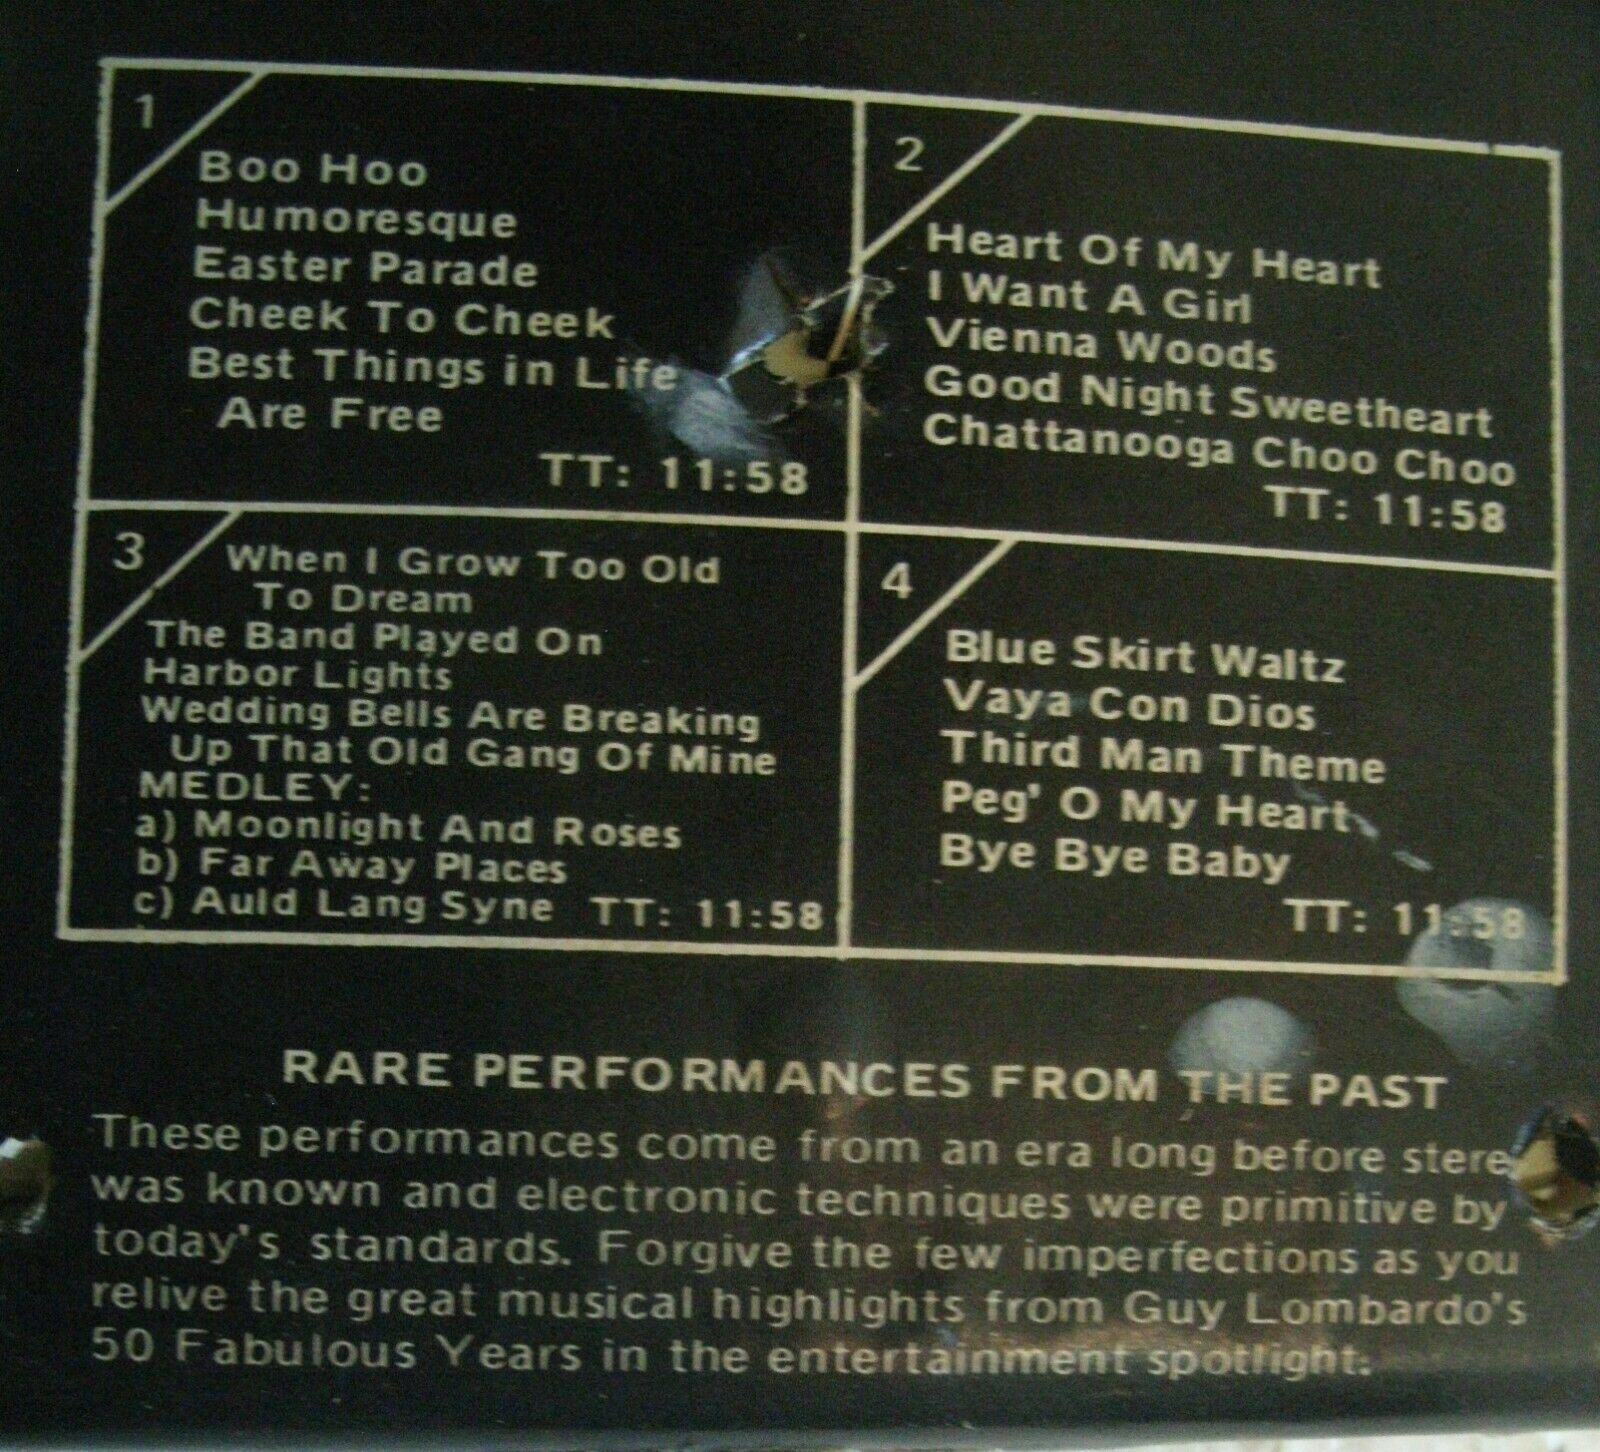 1
Boo Hoo
Humoresque
Easter Parade
Cheek To Cheek
Best Things in Life
Are Free
TT: 11:58
2
Heart Of My Heart
I Want A Girl
Vienna Woods
Good Night Sweetheart
Chattanooga Choo Choo
TT: 11:58
3
When I Grow Too Old
To Dream
The Band Played On
Harbor Lights
Wedding Bells Are Breaking
Up That Old Gang Of Mine
MEDLEY:
a) Moonlight And Roses
b) Far Away Places
c) Auld Lang Syne TT: 11:58
4
Blue Skirt Waltz
Vaya Con Dios
Third Man Theme
Peg' O My Heart
Bye Bye Baby
TT: 11:58
RARE PERFORMANCES FROM THE PAST
These performances come from an era long before stere
was known and electronic techniques were primitive by
today's standards. Forgive the few imperfections as you
relive the great musical highlights from Guy Lombardo's
50 Fabulous Years in the entertainment spotlight.